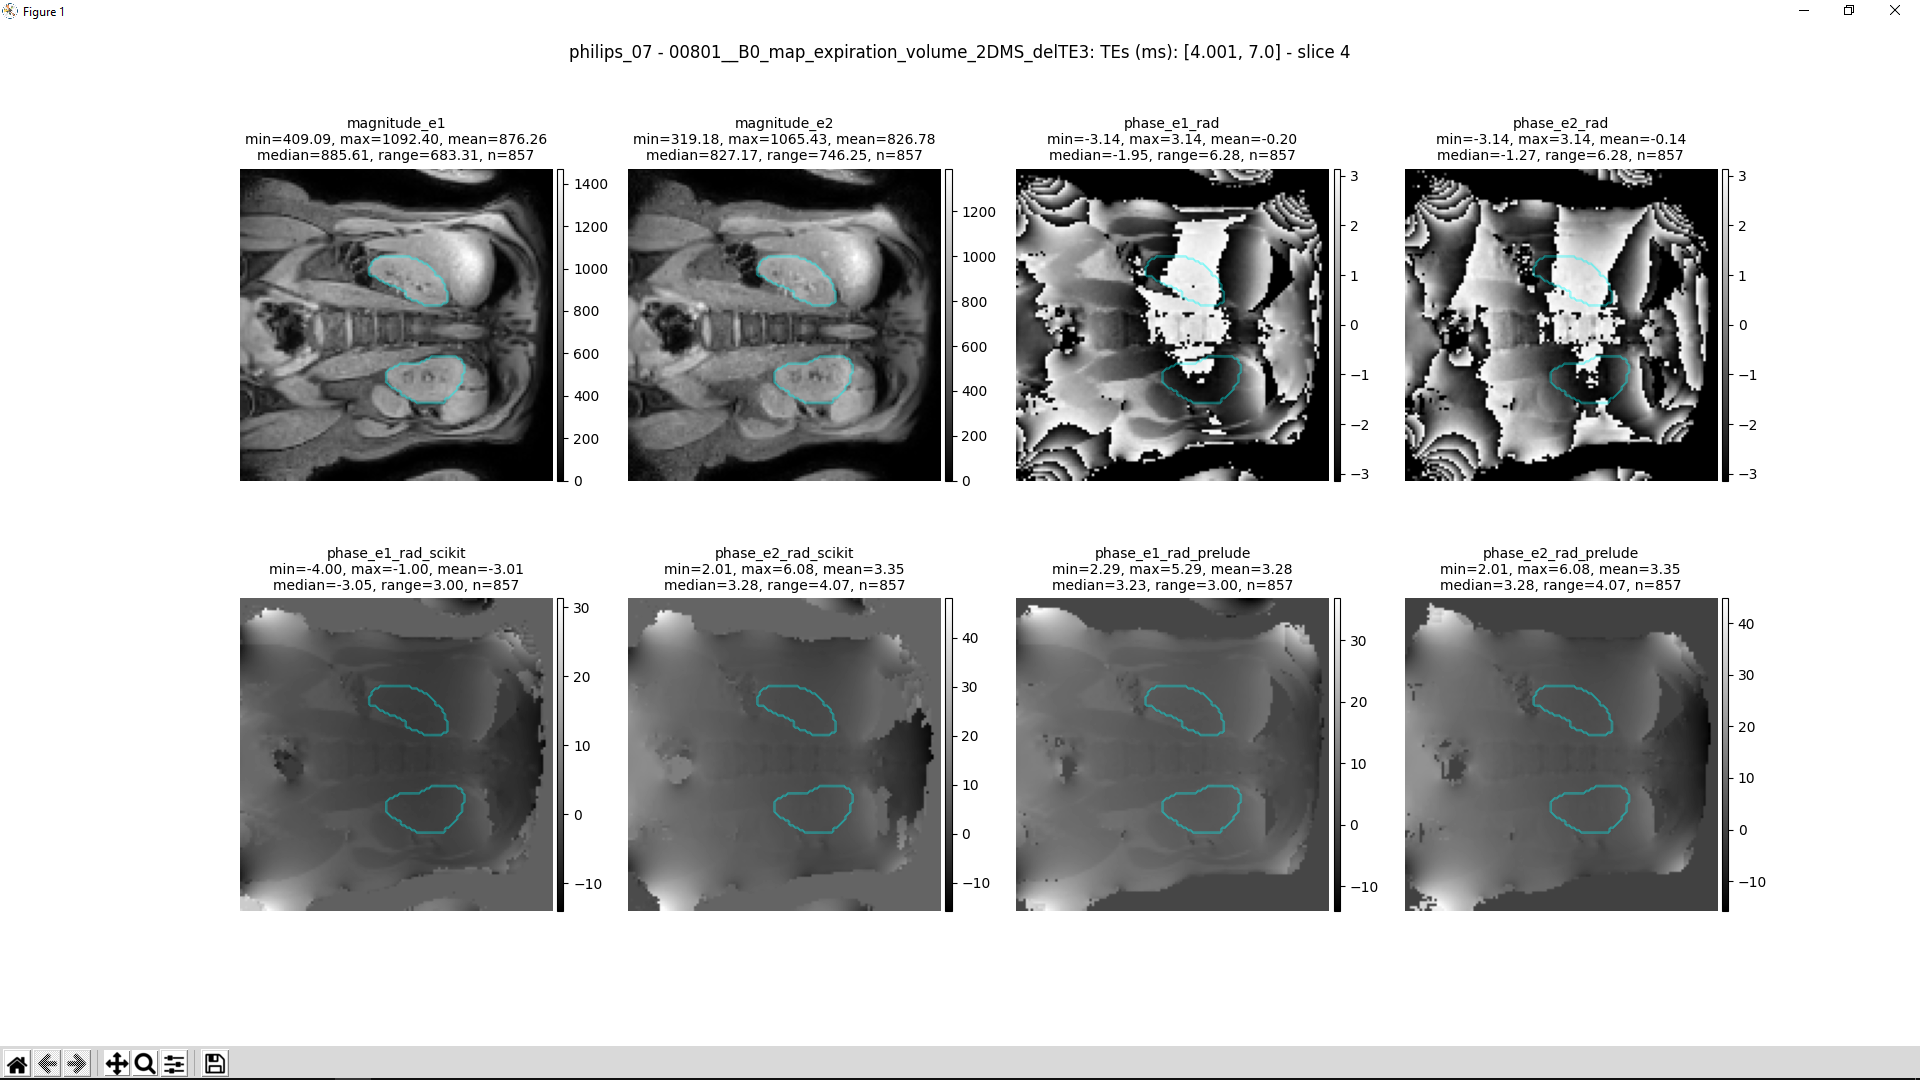 Figure 1
philips_07 - 00801__B0_map_expiration_volume_2DMS_delTE3: TEs (ms): [4.001, 7.0] - slice 4
magnitude_e1
min=409.09, max=1092.40, mean=876.26
median=885.61, range=683.31, n=857
1400
1200
1000
800
600
400
200
0
magnitude_e2
min=319.18, max=1065.43, mean=826.78
median=827.17, range=746.25, n=857
1200
1000
800
600
400
200
0
phase_e1_rad
min=-3.14, max=3.14, mean=-0.20
median=-1.95, range=6.28, n=857
3
2
1
0
−1
−2
−3
phase_e2_rad
min=-3.14, max=3.14, mean=-0.14
median=-1.27, range=6.28, n=857
3
2
1
0
−1
−2
−3
phase_e1_rad_scikit
min=-4.00, max=-1.00, mean=-3.01
median=-3.05, range=3.00, n=857
30
20
10
0
−10
phase_e2_rad_scikit
min=2.01, max=6.08, mean=3.35
median=3.28, range=4.07, n=857
40
30
20
10
0
−10
phase_e1_rad_prelude
min=2.29, max=5.29, mean=3.28
median=3.23, range=3.00, n=857
30
20
10
0
−10
phase_e2_rad_prelude
min=2.01, max=6.08, mean=3.35
median=3.28, range=4.07, n=857
40
30
20
10
0
−10